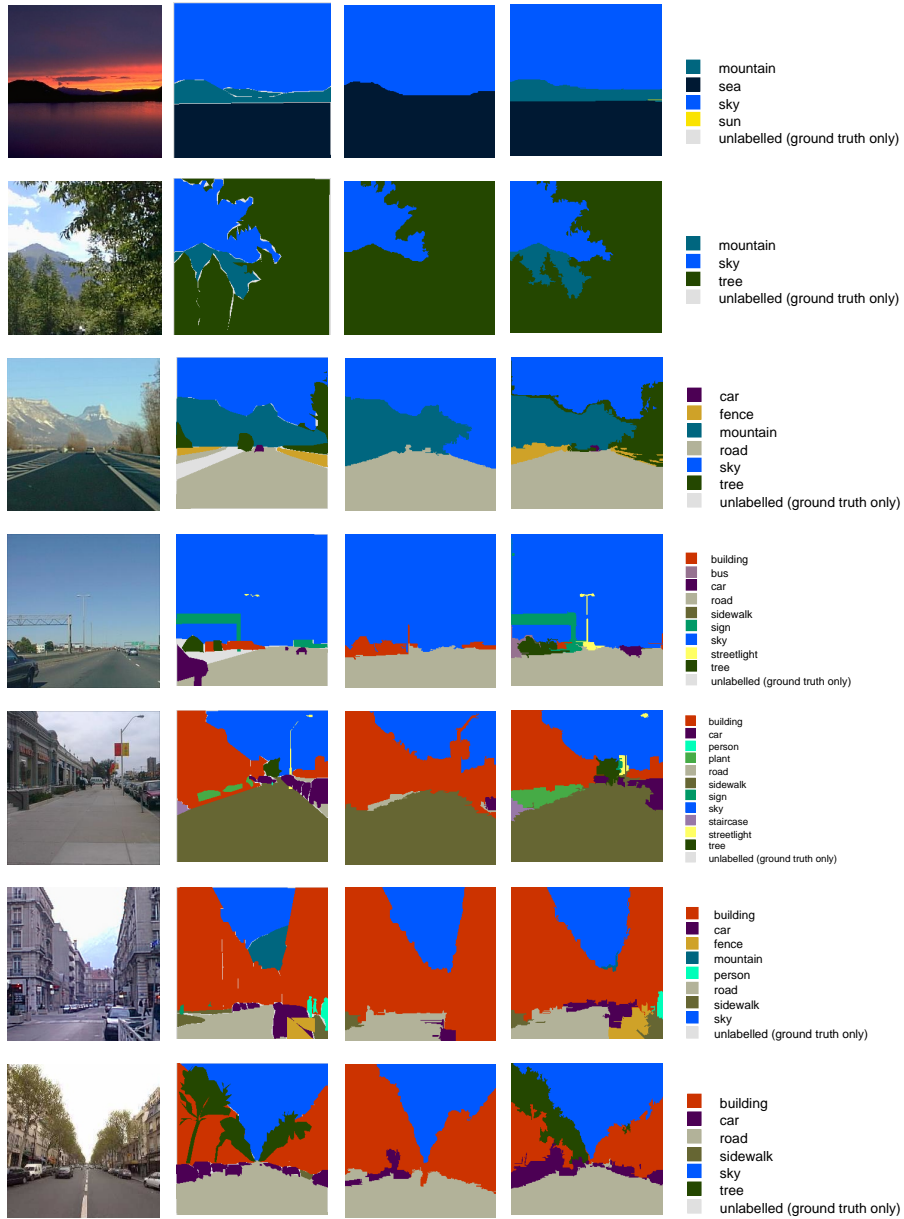 mountain
sea
sky
sun
unlabelled (ground truth only)
mountain
sky
tree
unlabelled (ground truth only)
car
fence
mountain
road
sky
tree
unlabelled (ground truth only)
building
bus
car
road
sidewalk
sign
sky
streetlight
tree
unlabelled (ground truth only)
building
car
person
plant
road
sidewalk
sign
sky
staircase
streetlight
tree
unlabelled (ground truth only)
building
car
fence
mountain
person
road
sidewalk
sky
unlabelled (ground truth only)
building
car
road
sidewalk
sky
tree
unlabelled (ground truth only)